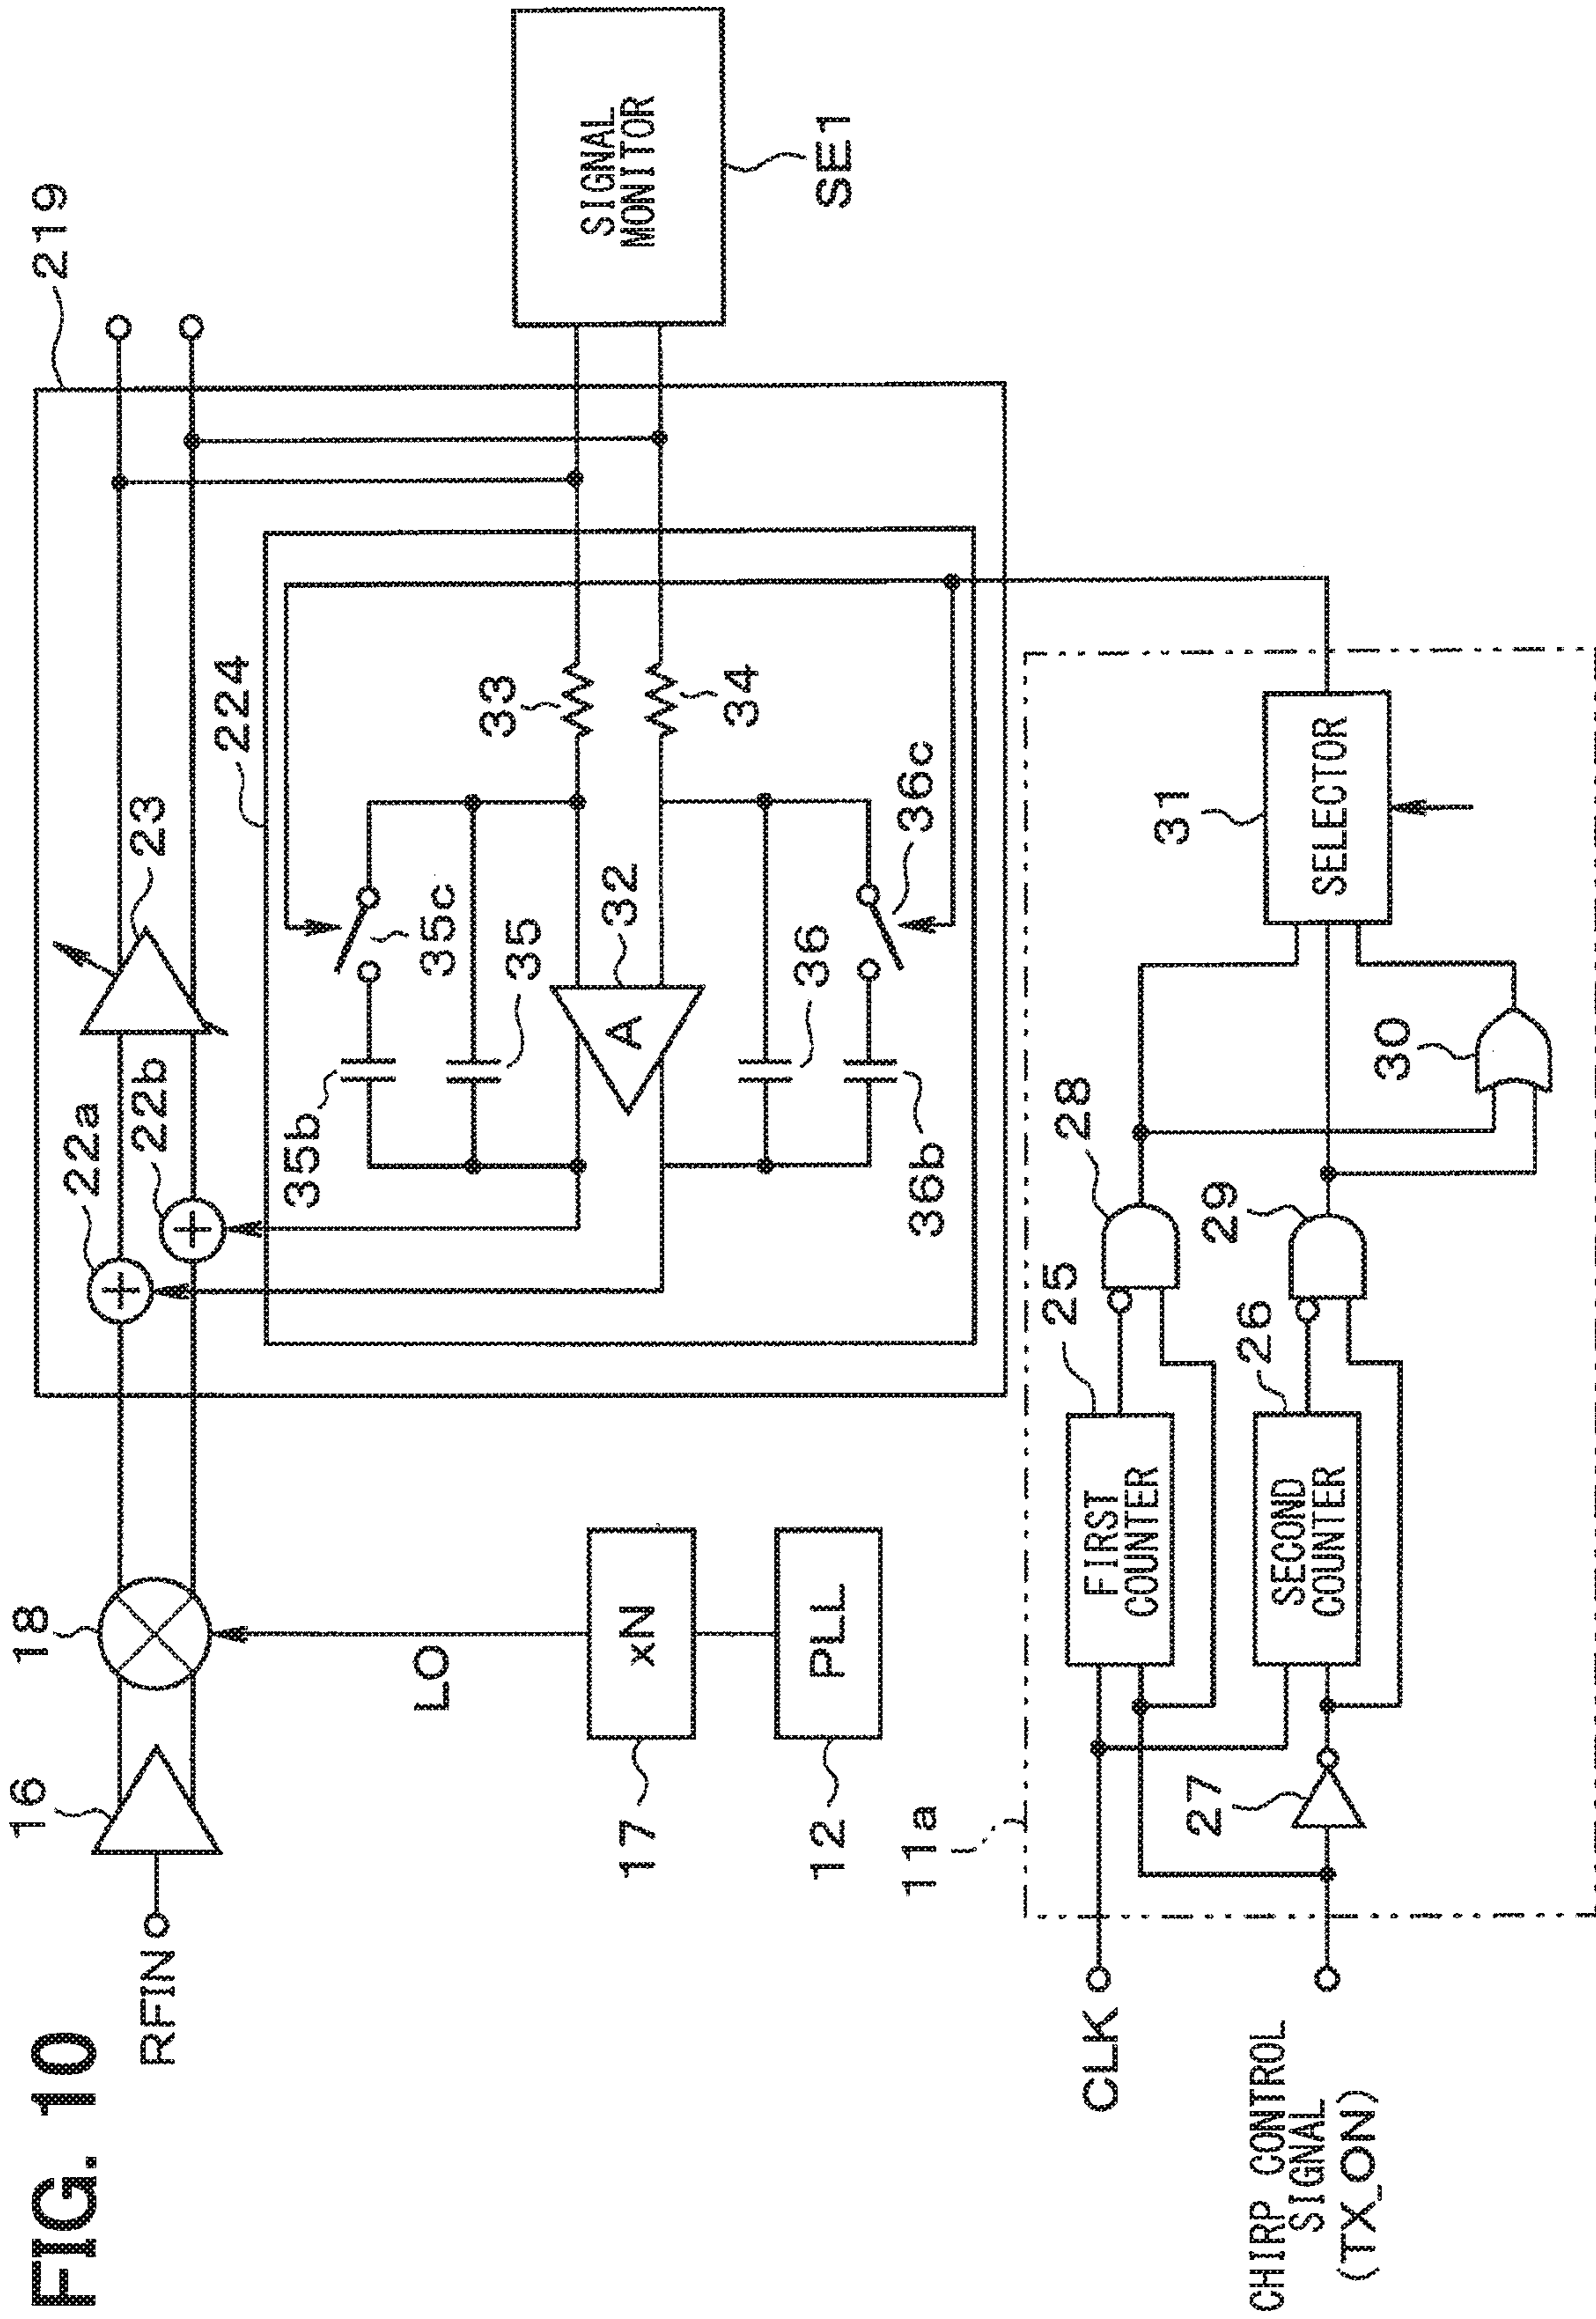 FIG. 10
RFIN
16
18
22a
22b
23
219
LO
xN
17
PLL
12
224
35b
35c
35
33
A
32
34
36
36b
36c
SIGNAL
MONITOR
SE1
11a
CLK
CHIRP CONTROL
SIGNAL
(TX_ON)
27
FIRST
COUNTER
25
SECOND
COUNTER
26
28
29
30
SELECTOR
31